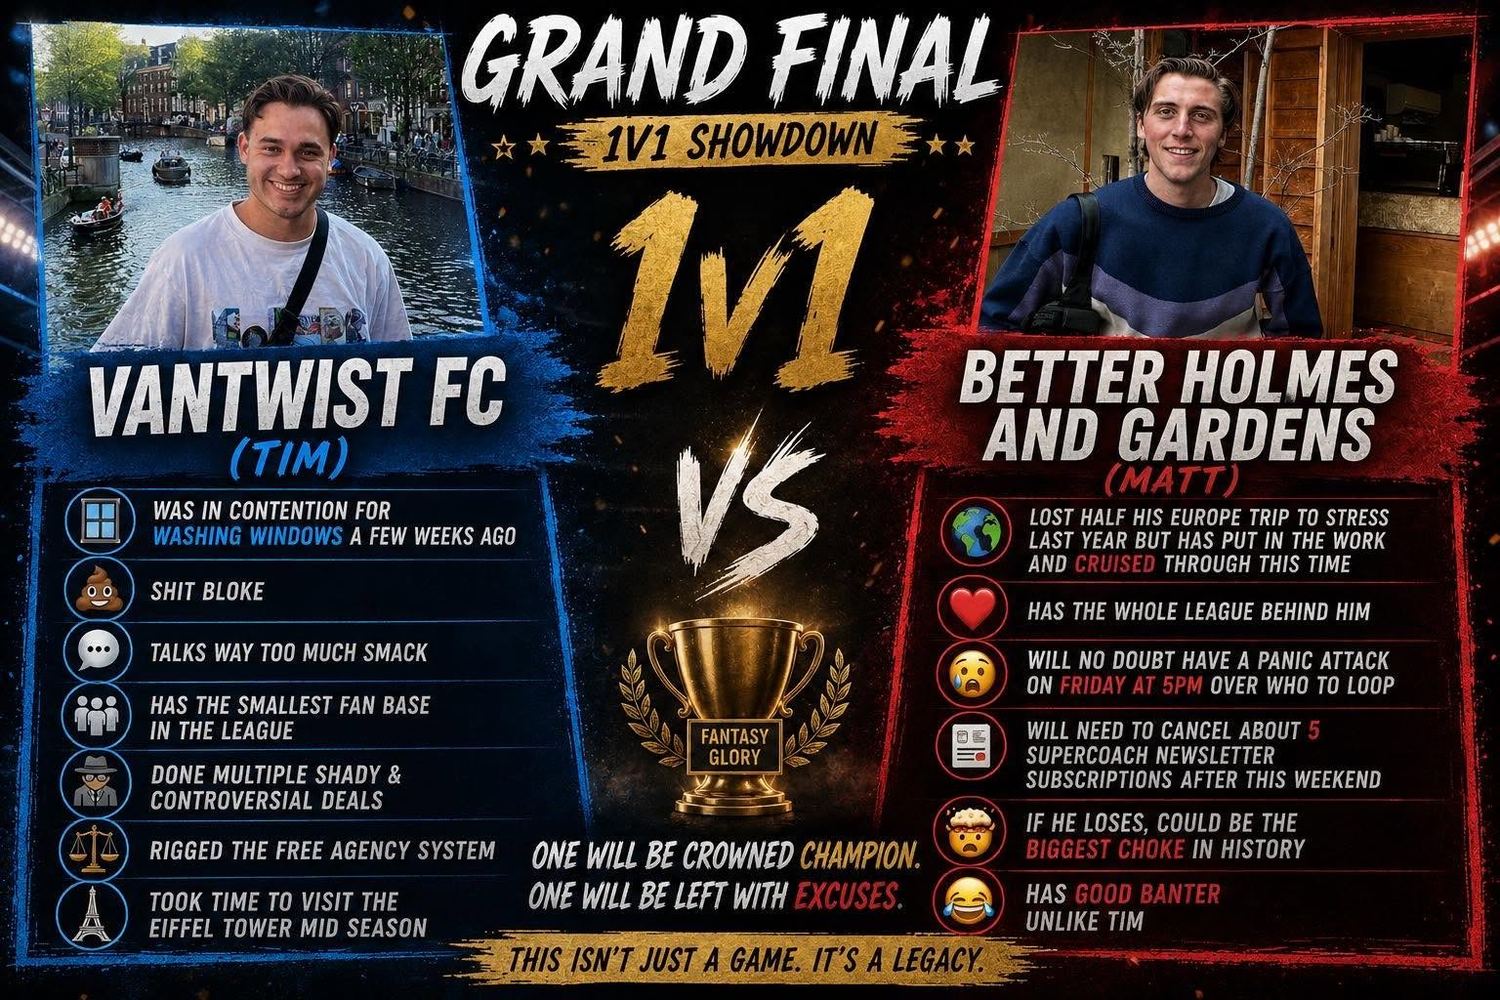 GRAND FINAL
1V1 SHOWDOWN
1V1
VS
VANTWIST FC
(TIM)
WAS IN CONTENTION FOR
WASHING WINDOWS A FEW WEEKS AGO
SHIT BLOKE
TALKS WAY TOO MUCH SMACK
HAS THE SMALLEST FAN BASE
IN THE LEAGUE
DONE MULTIPLE SHADY &
CONTROVERSIAL DEALS
RIGGED THE FREE AGENCY SYSTEM
TOOK TIME TO VISIT THE
EIFFEL TOWER MID SEASON
BETTER HOLMES
AND GARDENS
(MATT)
LOST HALF HIS EUROPE TRIP TO STRESS
LAST YEAR BUT HAS PUT IN THE WORK
AND CRUISED THROUGH THIS TIME
HAS THE WHOLE LEAGUE BEHIND HIM
WILL NO DOUBT HAVE A PANIC ATTACK
ON FRIDAY AT 5PM OVER WHO TO LOOP
WILL NEED TO CANCEL ABOUT 5
SUPERCOACH NEWSLETTER
SUBSCRIPTIONS AFTER THIS WEEKEND
IF HE LOSES, COULD BE THE
BIGGEST CHOKE IN HISTORY
HAS GOOD BANTER
UNLIKE TIM
FANTASY
GLORY
ONE WILL BE CROWNED CHAMPION.
ONE WILL BE LEFT WITH EXCUSES.
THIS ISN'T JUST A GAME. IT'S A LEGACY.